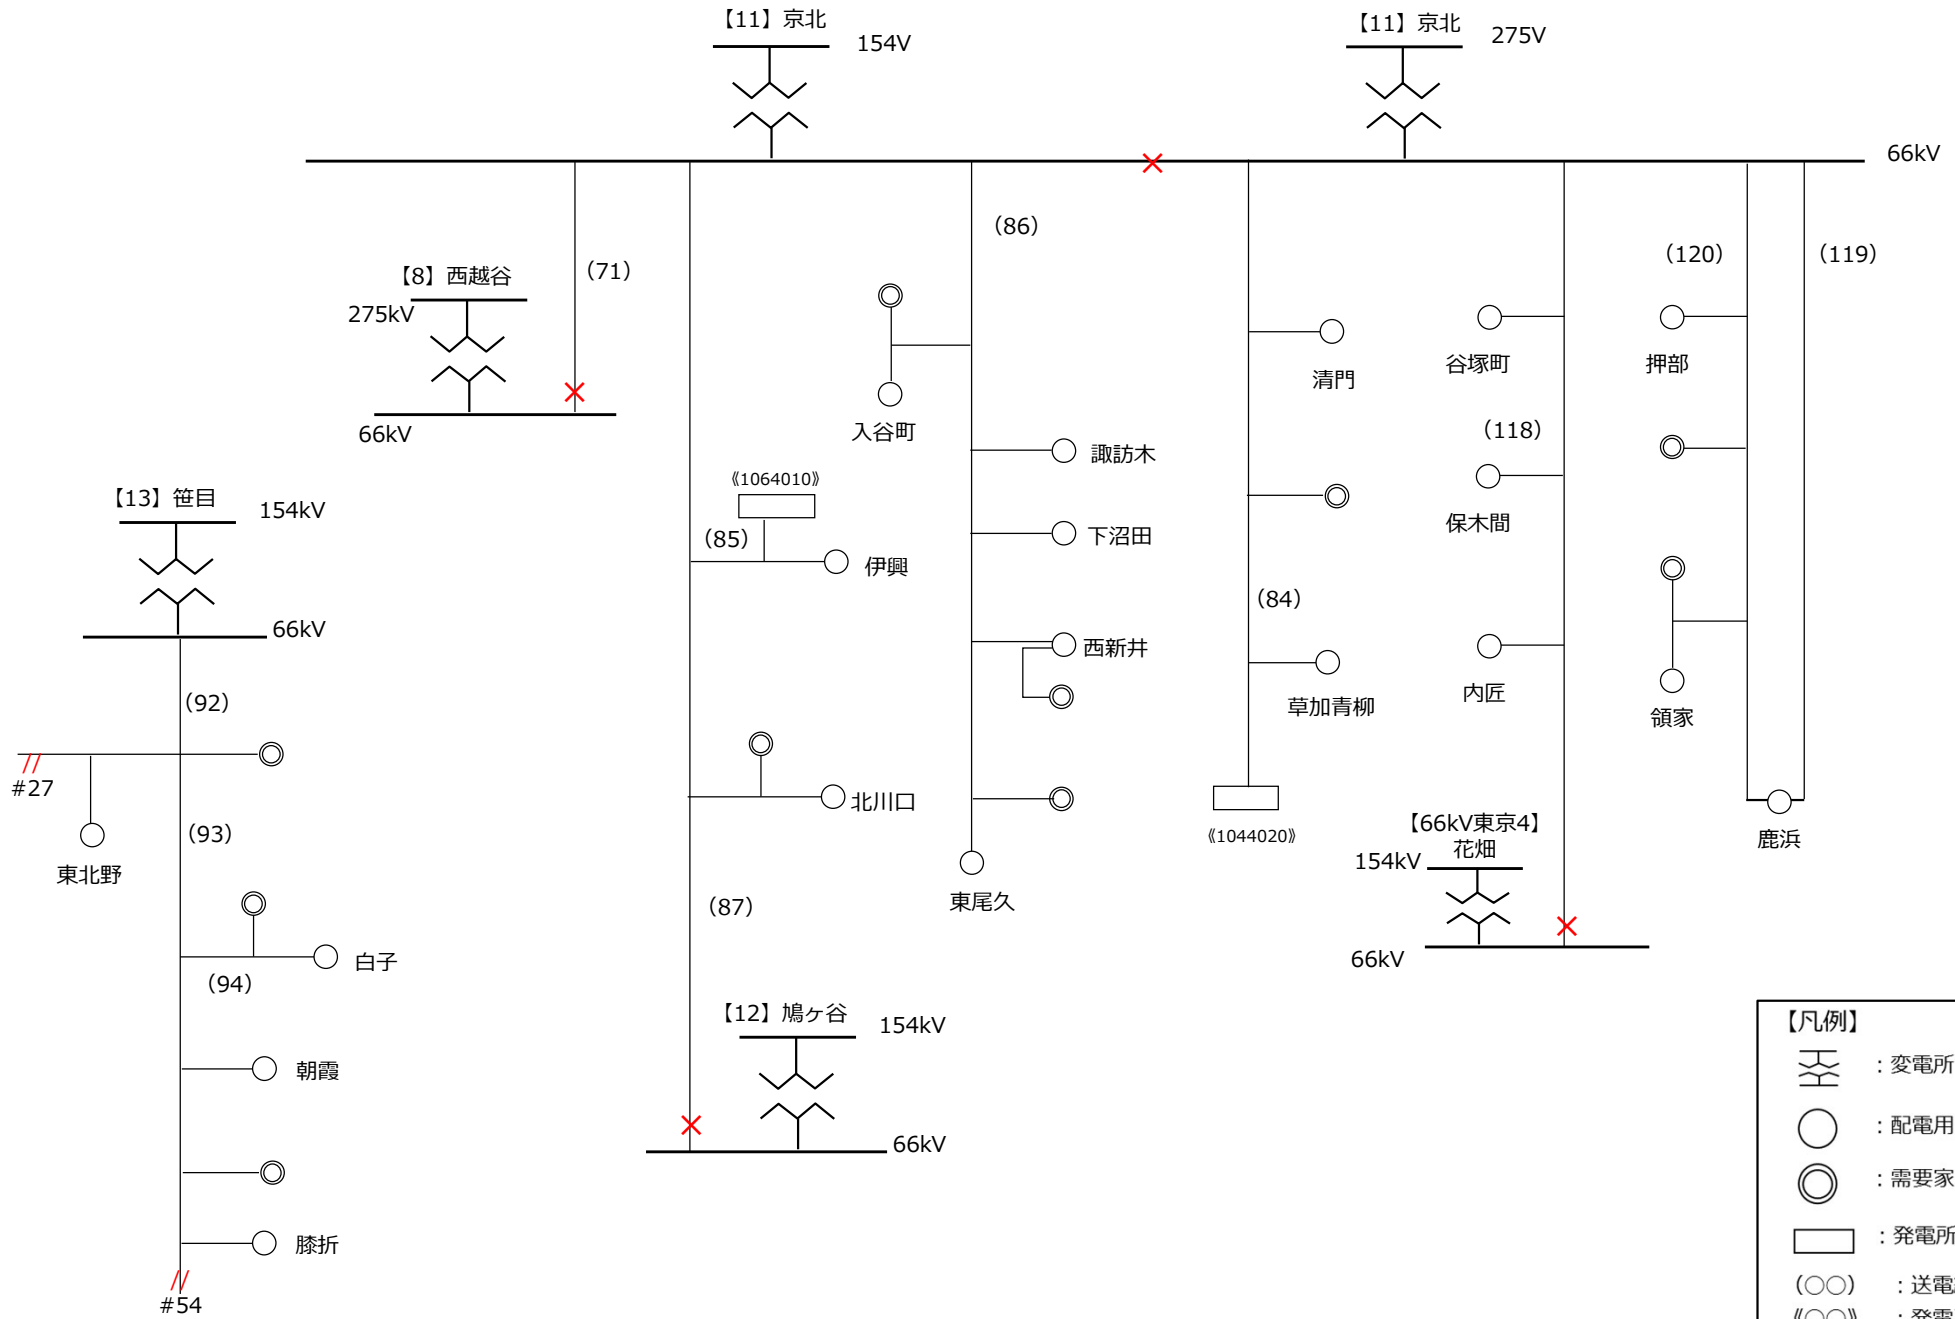 【11】京北
154V
【11】京北
275V
66kV
(86)
(120)
(119)
(71)
【8】西越谷
275kV
66kV
入谷町
清門
谷塚町
押部
諏訪木
(118)
《1064010》
【13】笹目
154kV
(85)
伊興
下沼田
保木間
66kV
(84)
西新井
草加青柳
内匠
領家
(92)
#27
(93)
東北野
北川口
《1044020》
【66kV東京4】
花畑
154kV
鹿浜
(87)
東尾久
66kV
白子
(94)
【12】鳩ヶ谷
154kV
66kV
朝霞
膝折
#54
【凡例】
：変電所
：配電用
：需要家
：発電所
(○○)
：送電
《○○》
：発電